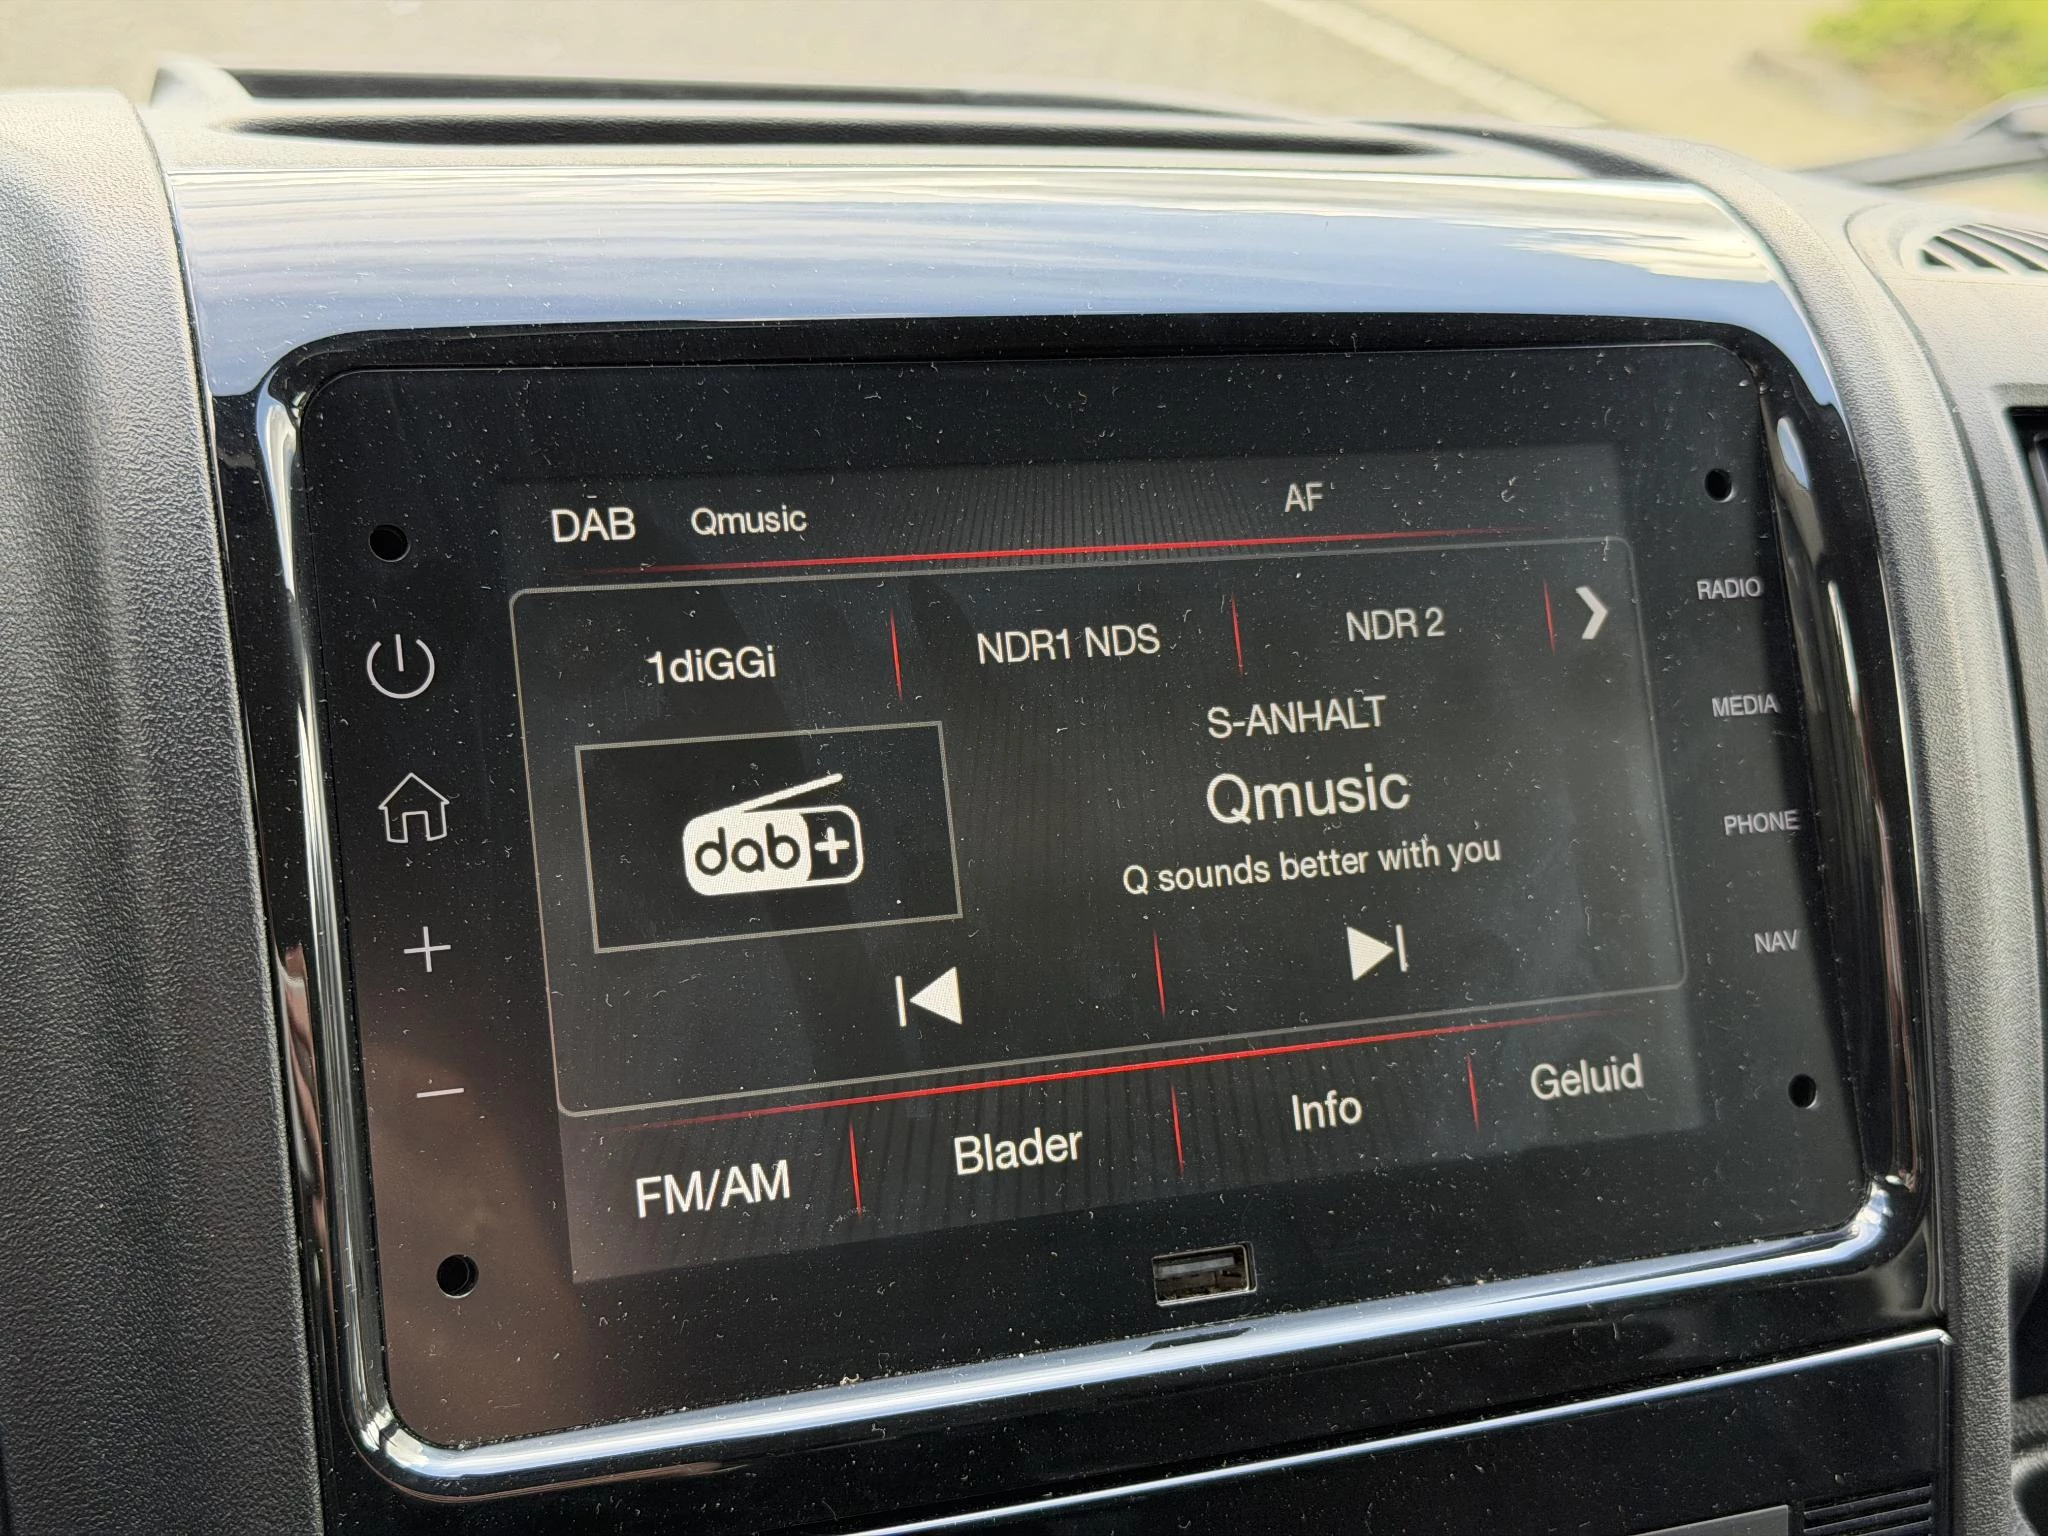 DAB Qmusic AF
1diGGi NDR1 NDS NDR 2
RADIO
S-ANHALT
MEDIA
Qmusic
dab+
Q sounds better with you
PHONE
NAV
FM/AM Blader Info Geluid